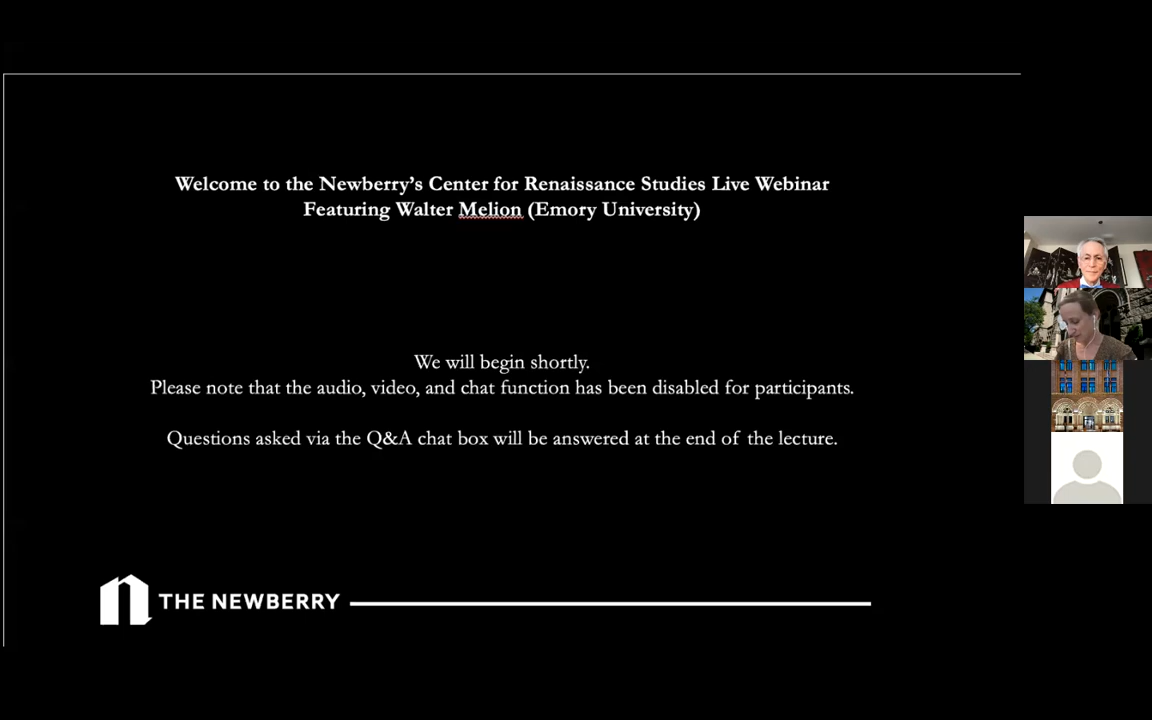 Welcome to the Newberry's Center for Renaissance Studies Live Webinar
Featuring Walter Melion (Emory University)
We will begin shortly.
Please note that the audio, video, and chat function has been disabled for participants.
Questions asked via the Q&A chat box will be answered at the end of the lecture.
THE NEWBERRY